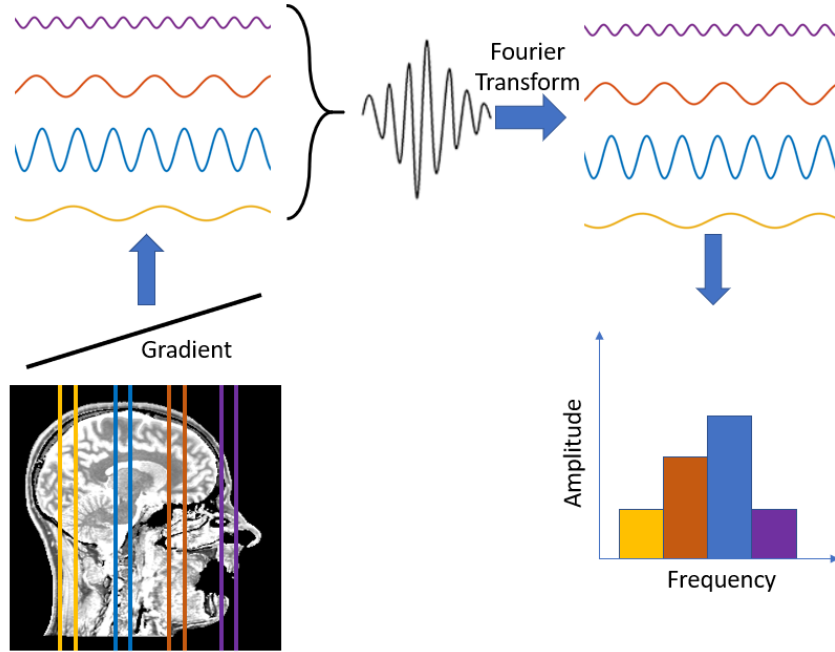 Fourier
Transform
Gradient
Amplitude
Frequency